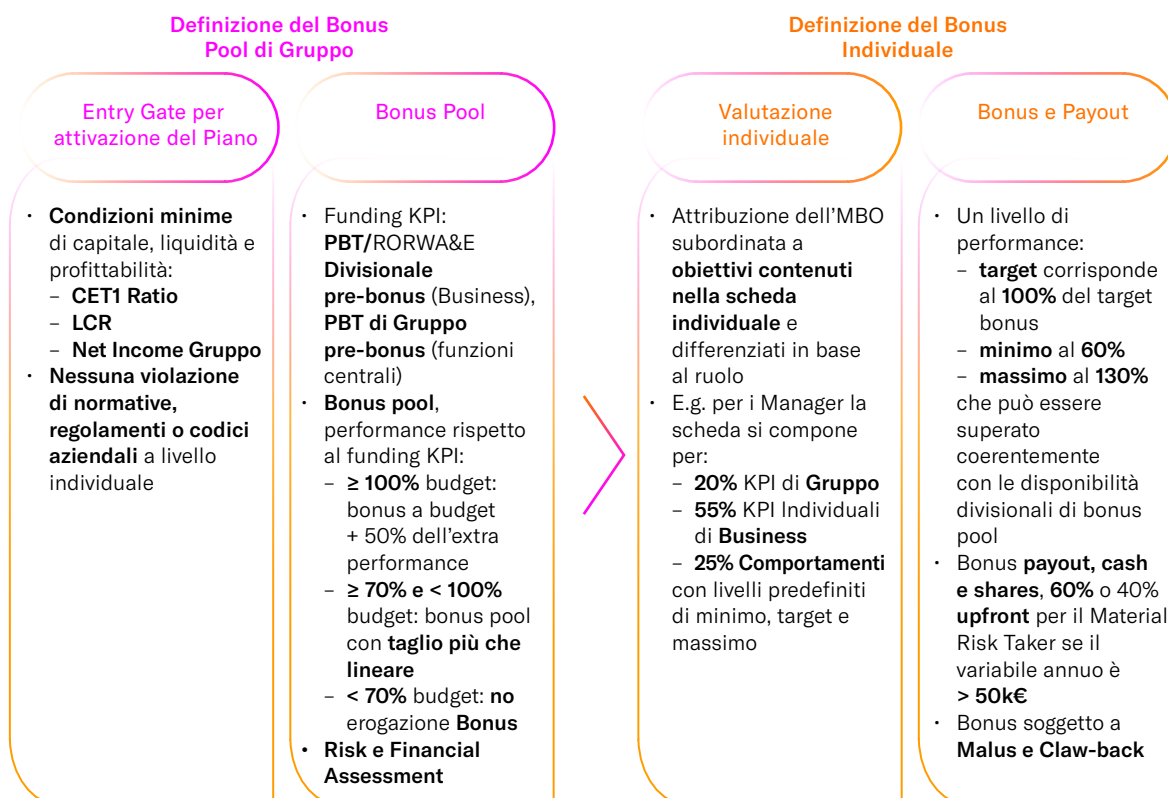 Definizione del Bonus
Pool di Gruppo
Definizione del Bonus
Individuale
Entry Gate per
attivazione del Piano
• Condizioni minime
di capitale, liquidità e
profittabilità:
– CET1 Ratio
– LCR
– Net Income Gruppo
• Nessuna violazione
di normative,
regolamenti o codici
aziendali a livello
individuale
Bonus Pool
• Funding KPI:
PBT/RORWA&E
Divisionale
pre-bonus (Business),
PBT di Gruppo
pre-bonus (funzioni
centrali)
• Bonus pool,
performance rispetto
al funding KPI:
– ≥ 100% budget:
bonus a budget
+ 50% dell'extra
performance
– ≥ 70% e < 100%
budget: bonus pool
con taglio più che
lineare
– < 70% budget: no
erogazione Bonus
• Risk e Financial
Assessment
Valutazione
individuale
• Attribuzione dell'MBO
subordinata a
obiettivi contenuti
nella scheda
individuale e
differenziati in base
al ruolo
• E.g. per i Manager la
scheda si compone
per:
– 20% KPI di Gruppo
– 55% KPI Individuali
di Business
– 25% Comportamenti
con livelli predefiniti
di minimo, target e
massimo
Bonus e Payout
• Un livello di
performance:
– target corrisponde
al 100% del target
bonus
– minimo al 60%
– massimo al 130%
che può essere
superato
coerentemente
con le disponibilità
divisionali di bonus
pool
• Bonus payout, cash
e shares, 60% o 40%
upfront per il Material
Risk Taker se il
variabile annuo è
> 50k€
• Bonus soggetto a
Malus e Claw-back